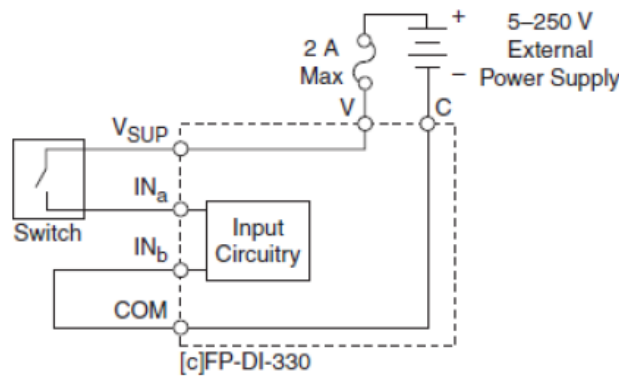 2 A
Max
+
–
5–250 V
External
Power Supply
V
C
VSUP
INa
INb
COM
Switch
Input
Circuitry
[c]FP-DI-330